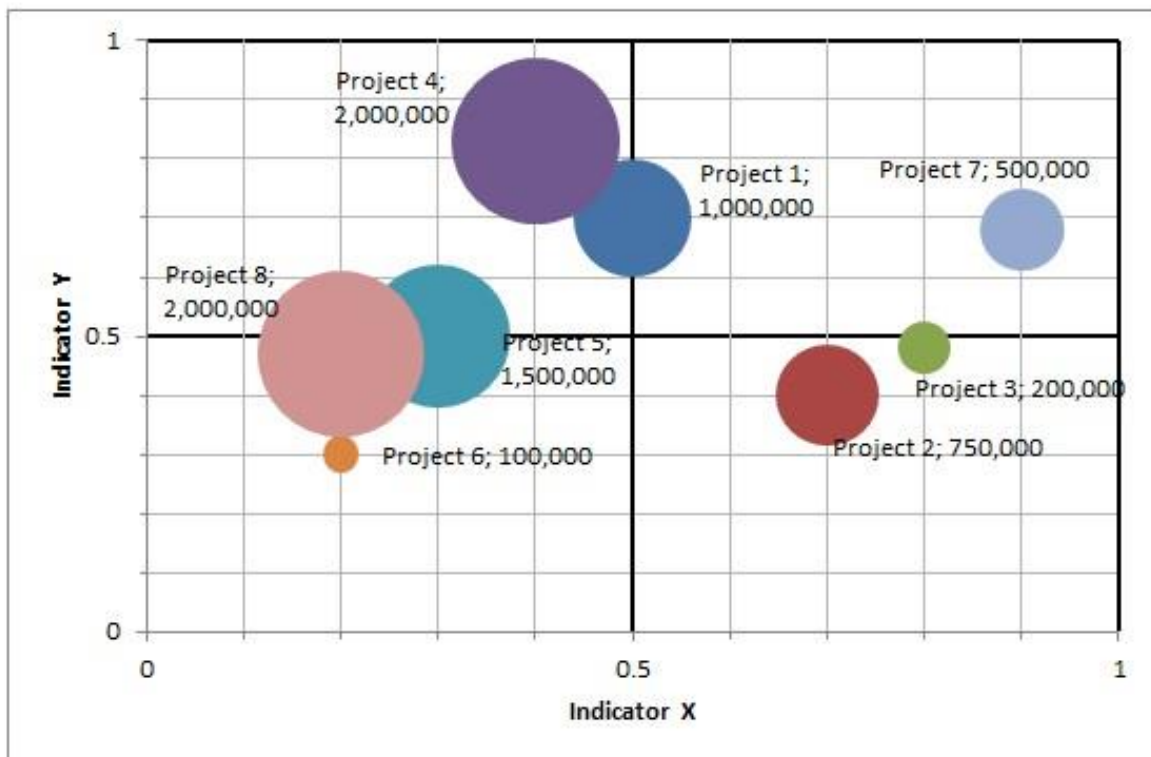 1
Project 4;
2,000,000
Project 1;
1,000,000
Project 7; 500,000
Project 8;
2,000,000
Indicator Y
0.5
Project 5;
1,500,000
Project 3; 200,000
Project 2; 750,000
Project 6; 100,000
0
0
0.5
1
Indicator X